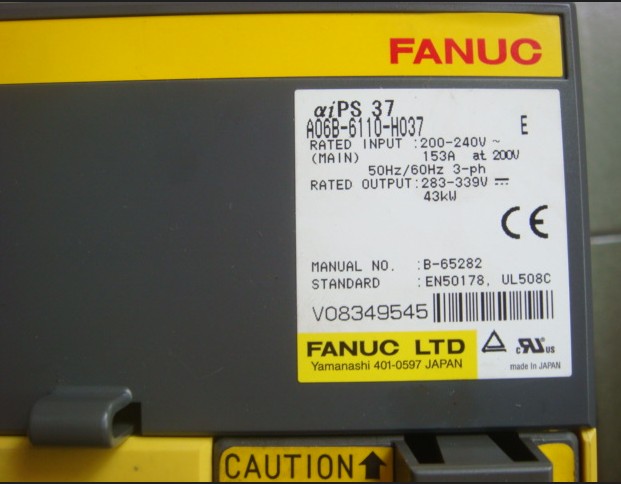 FANUC
αiPS 37
A06B-6110-H037 E
RATED INPUT :200-240V ~
(MAIN) 153A at 200V
50Hz/60Hz 3-ph
RATED OUTPUT:283-339V ⎓
43kW
CE
MANUAL NO. :B-65282
STANDARD :EN50178, UL508C
V08349545
FANUC LTD
Yamanashi 401-0597 JAPAN
c RU US
made In JAPAN
CAUTION ↑